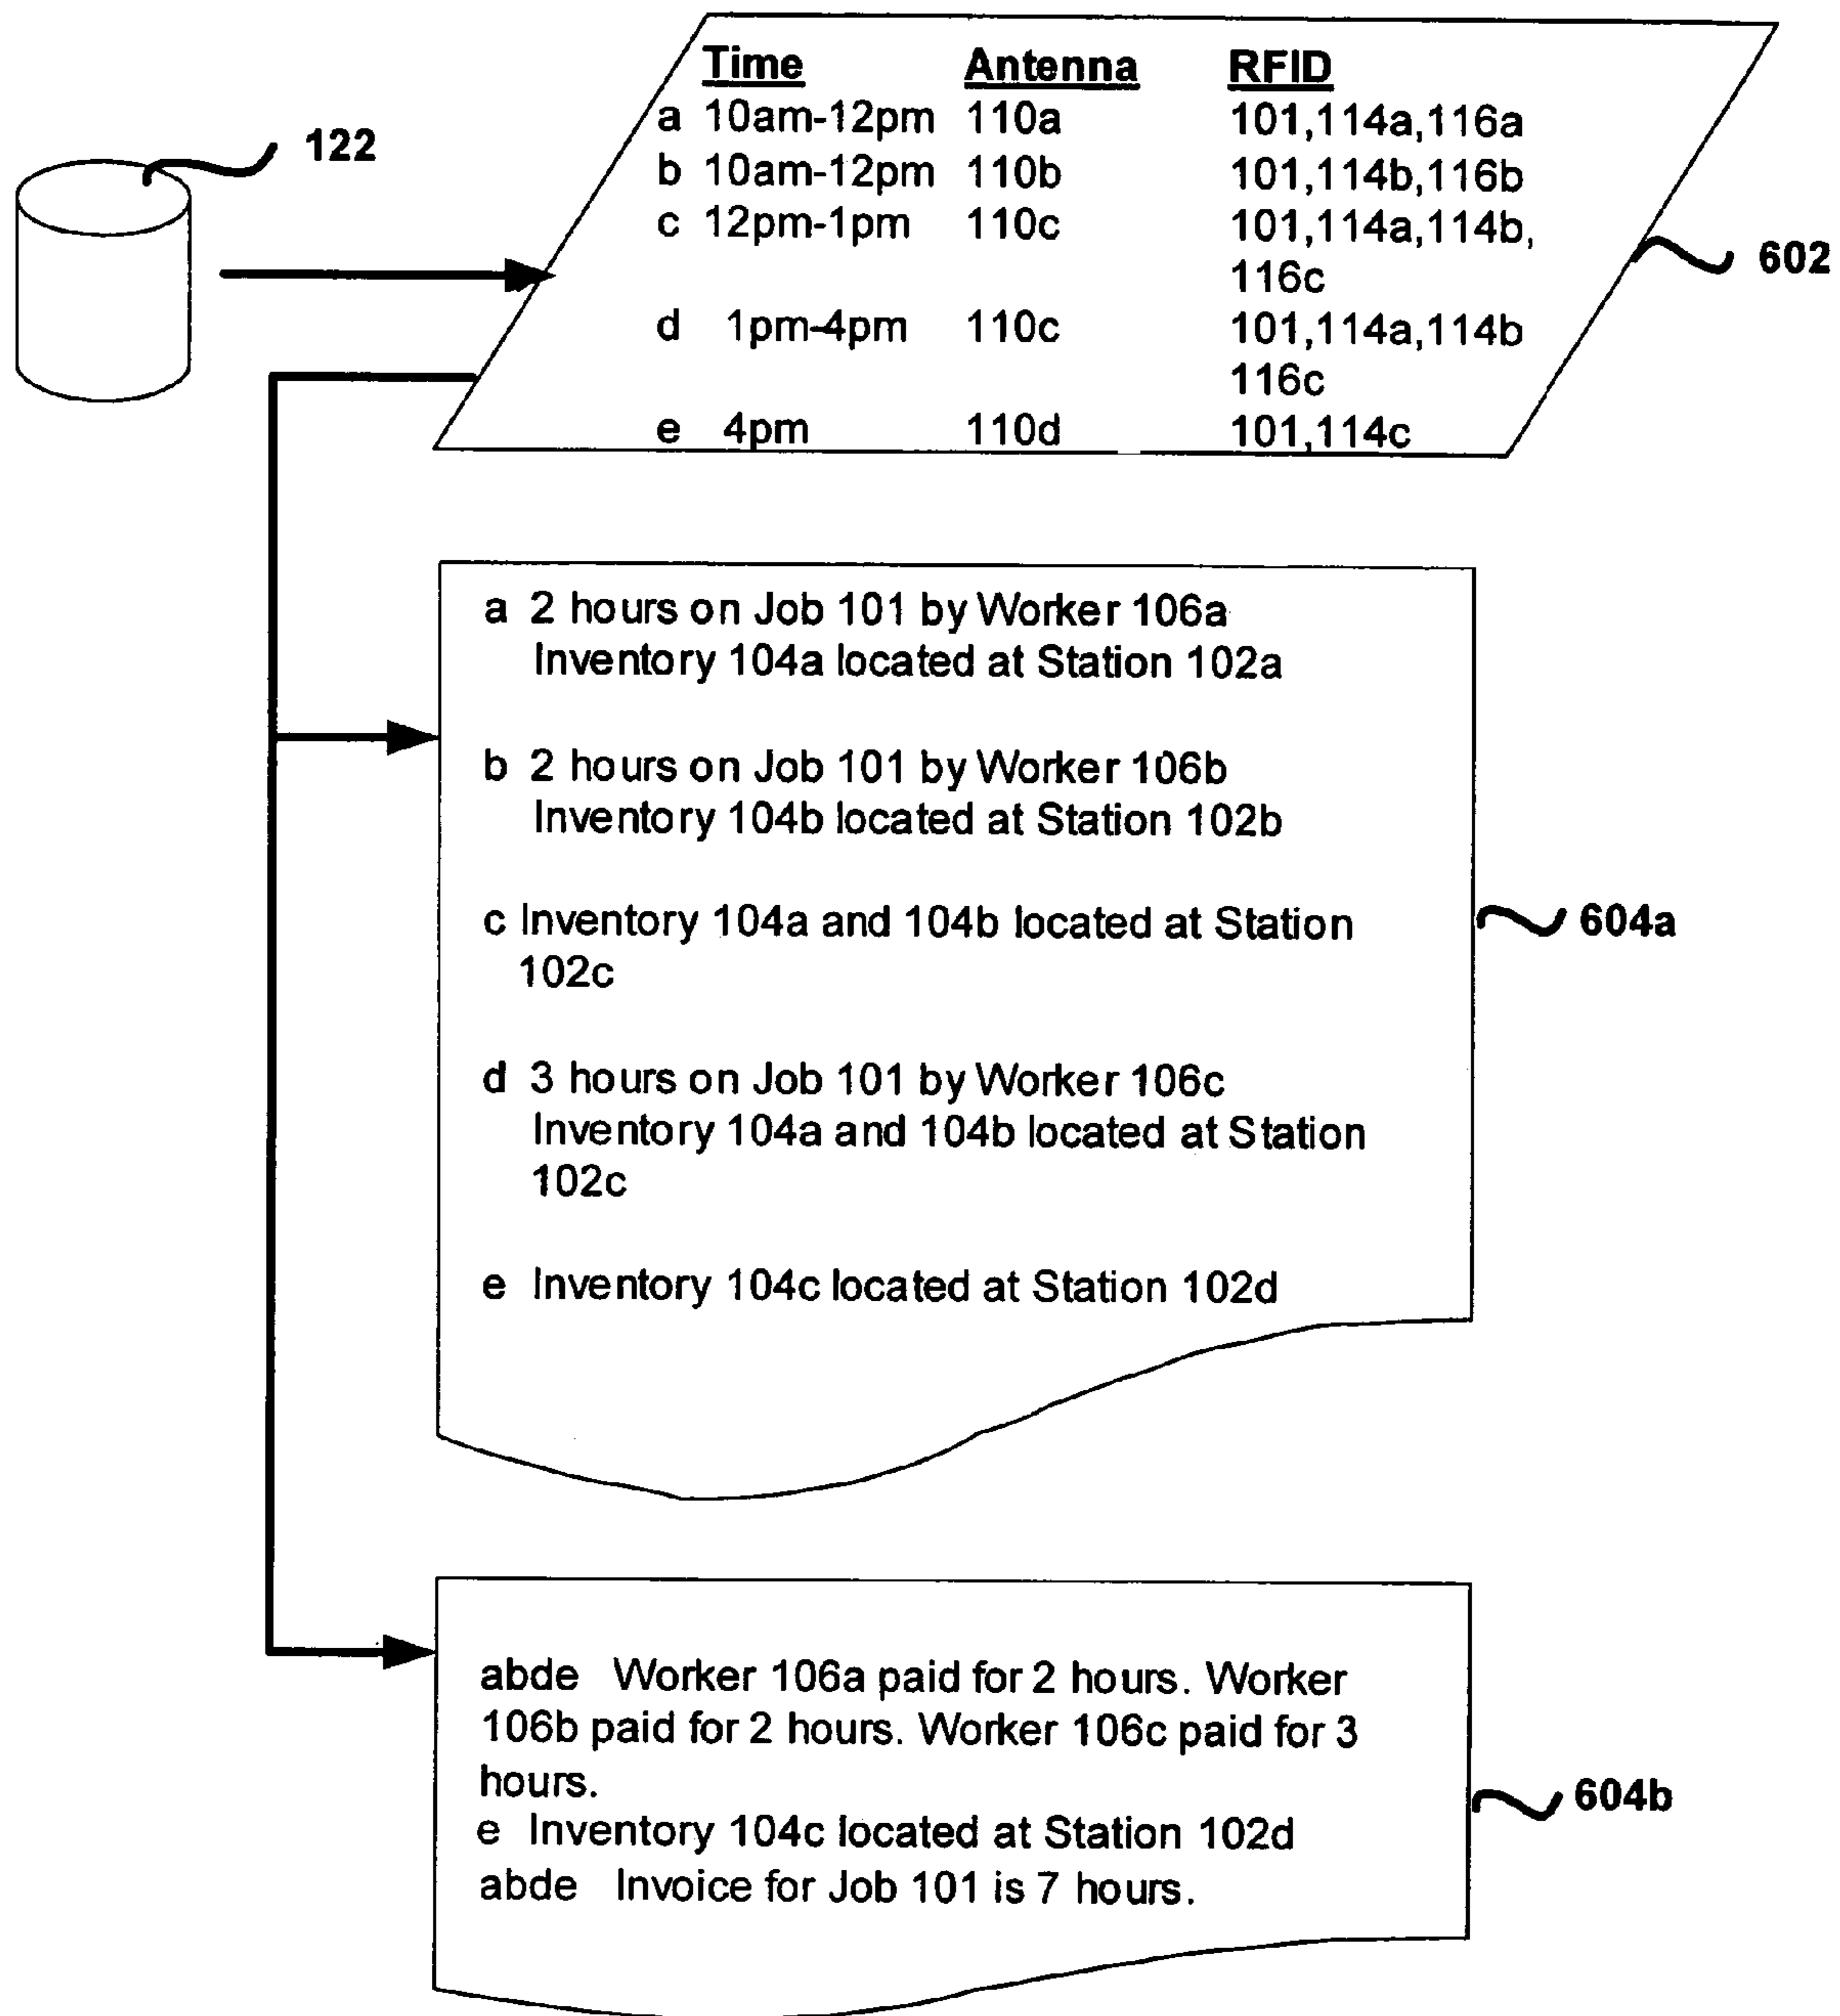 Time Antenna RFID
a 10am-12pm 110a 101,114a,116a
122
b 10am-12pm 110b 101,114b,116b
c 12pm-1pm 110c 101,114a,114b,
116c
602
d 1pm-4pm 110c 101,114a,114b
116c
e 4pm 110d 101,114c
a 2 hours on Job 101 by Worker 106a
Inventory 104a located at Station 102a
b 2 hours on Job 101 by Worker 106b
Inventory 104b located at Station 102b
c Inventory 104a and 104b located at Station
102c
604a
d 3 hours on Job 101 by Worker 106c
Inventory 104a and 104b located at Station
102c
e Inventory 104c located at Station 102d
abde Worker 106a paid for 2 hours. Worker
106b paid for 2 hours. Worker 106c paid for 3
hours.
604b
e Inventory 104c located at Station 102d
abde Invoice for Job 101 is 7 hours.